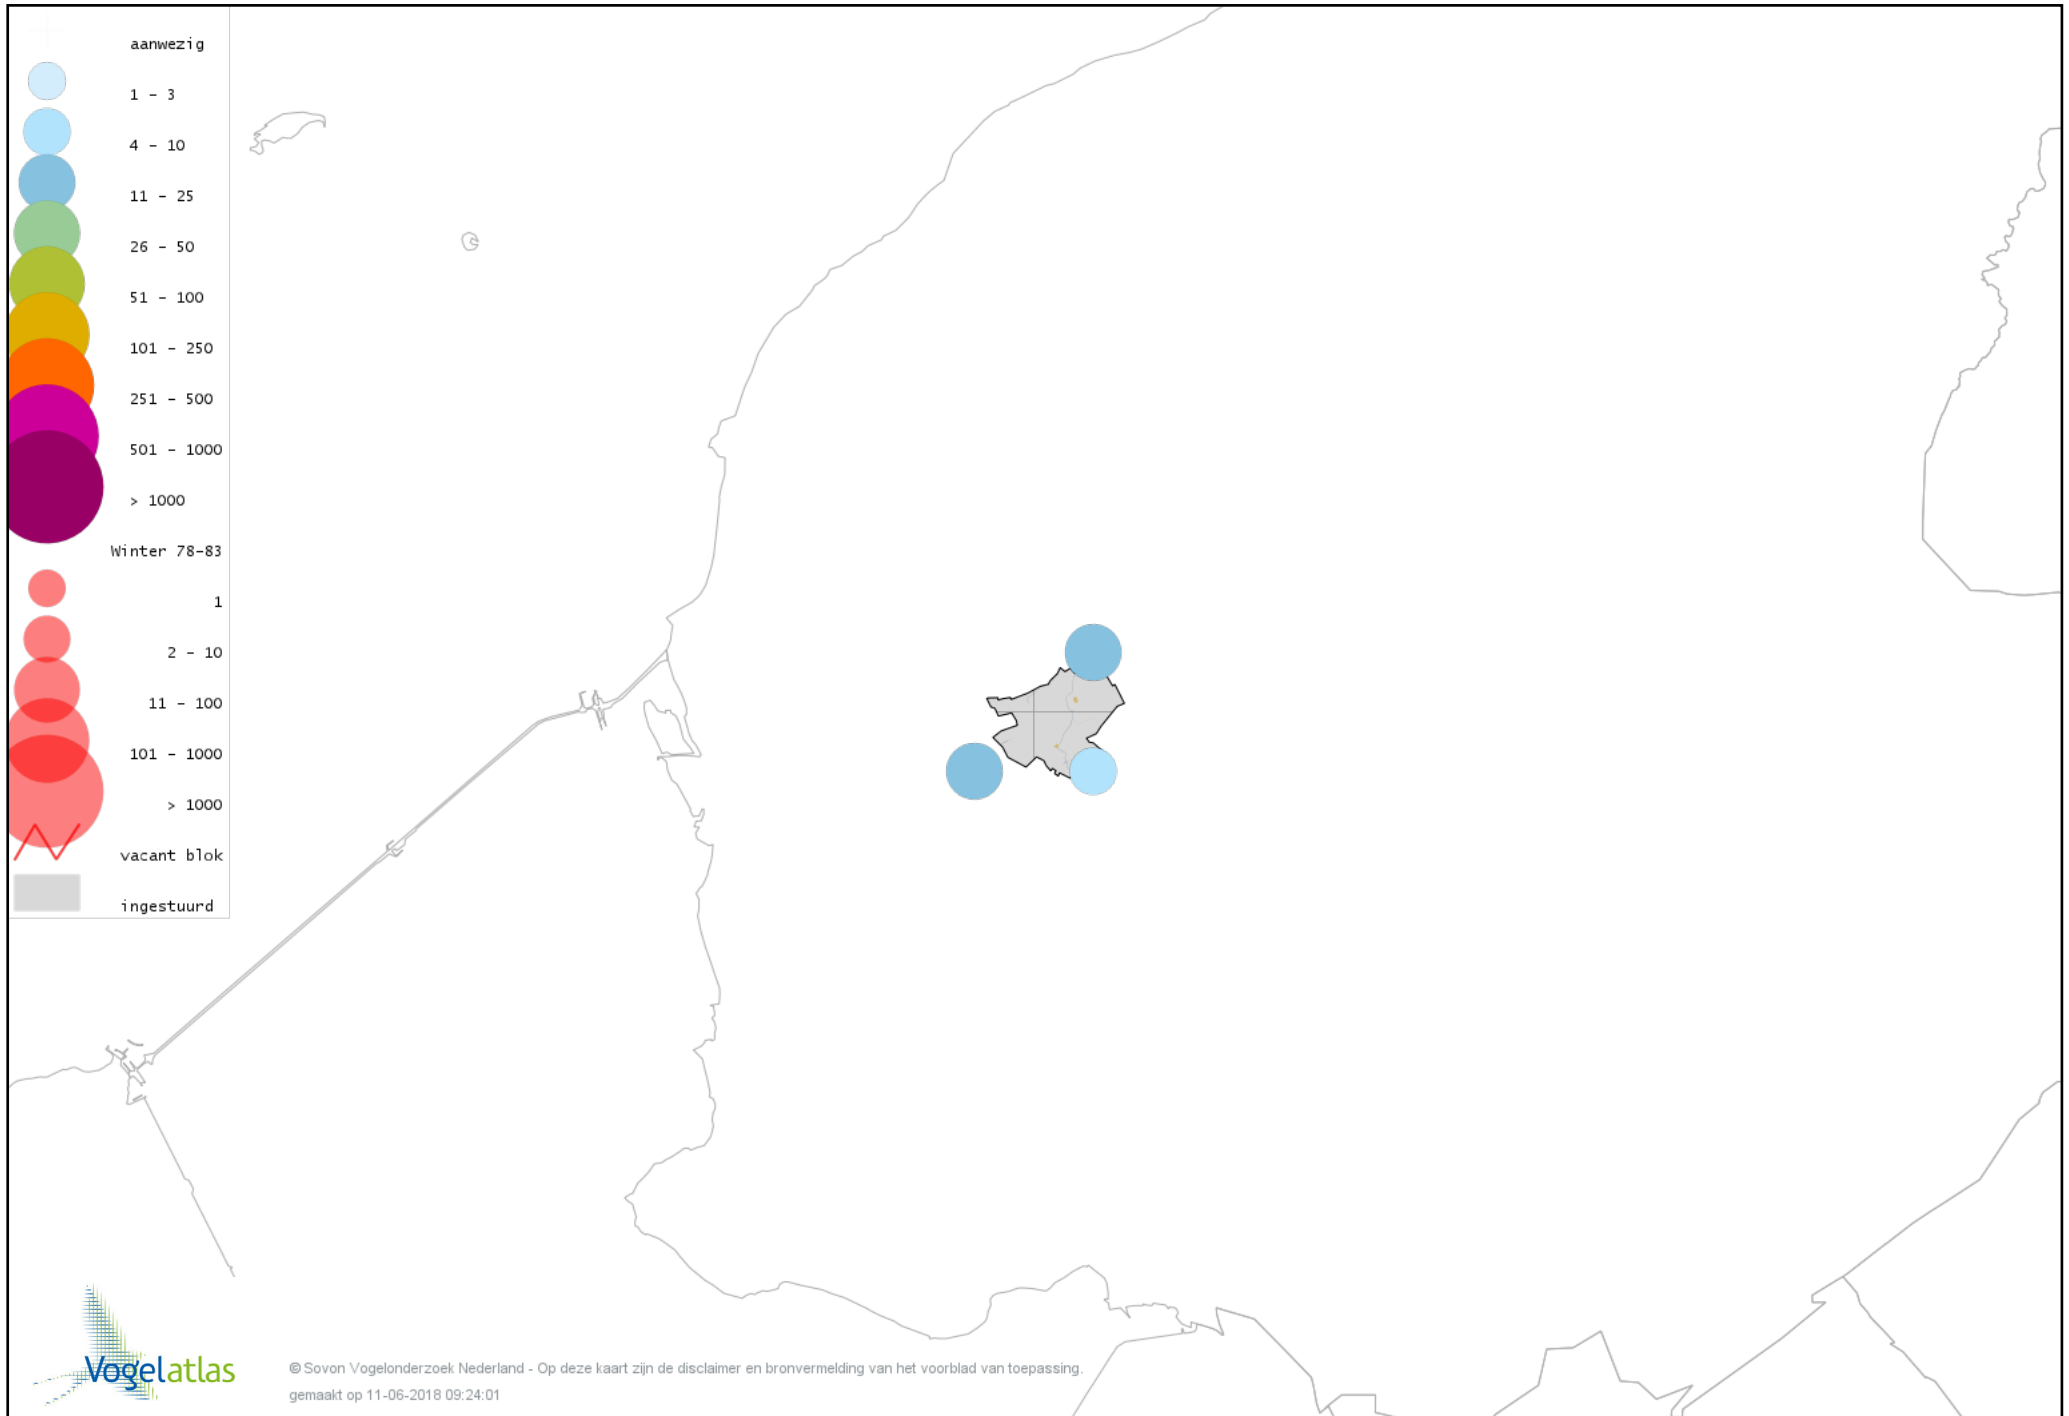 aanwezig
1 - 3
4 - 10
11 - 25
26 - 50
51 - 100
101 - 250
251 - 500
501 - 1000
> 1000
Winter 78-83
1
2 - 10
11 - 100
101 - 1000
> 1000
vacant blok
ingestuurd
Vogelatlas
© Sovon Vogelonderzoek Nederland - Op deze kaart zijn de disclaimer en bronvermelding van het voorblad van toepassing.
gemaakt op 11-06-2018 09:24:01